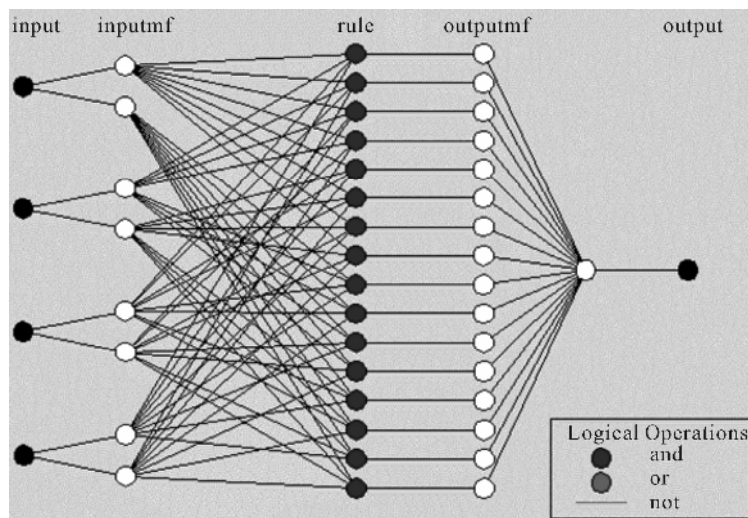 input inputmf rule outputmf output
Logical Operations
and
or
not